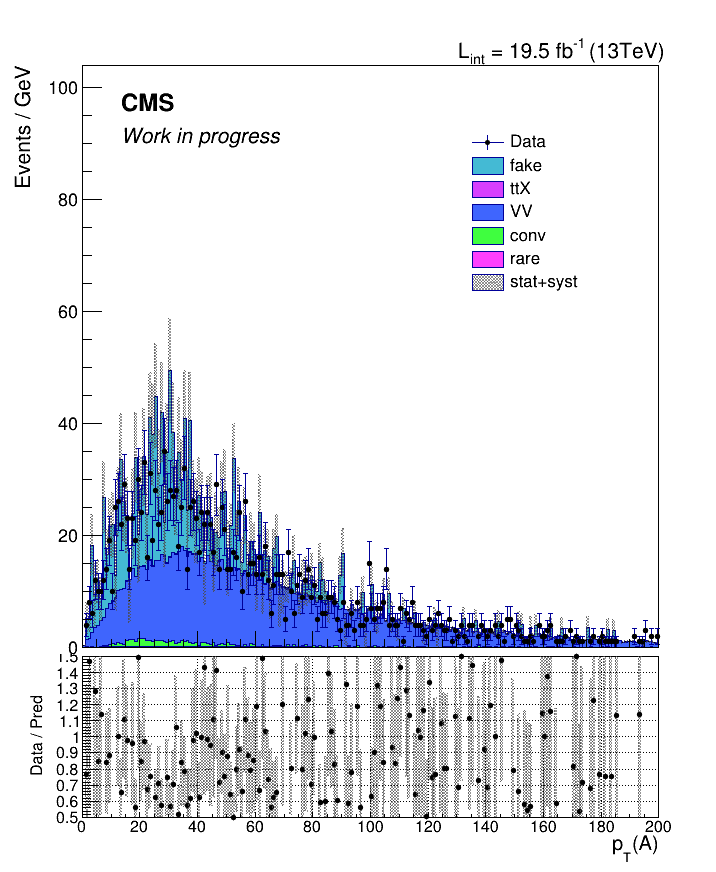 L_int = 19.5 fb^-1 (13TeV)
Events / GeV
100
80
60
40
20
0
CMS
Work in progress
Data
fake
ttX
VV
conv
rare
stat+syst
Data / Pred
1.5
1.4
1.3
1.2
1.1
1
0.9
0.8
0.7
0.6
0.5
0 20 40 60 80 100 120 140 160 180 200
p_T(A)